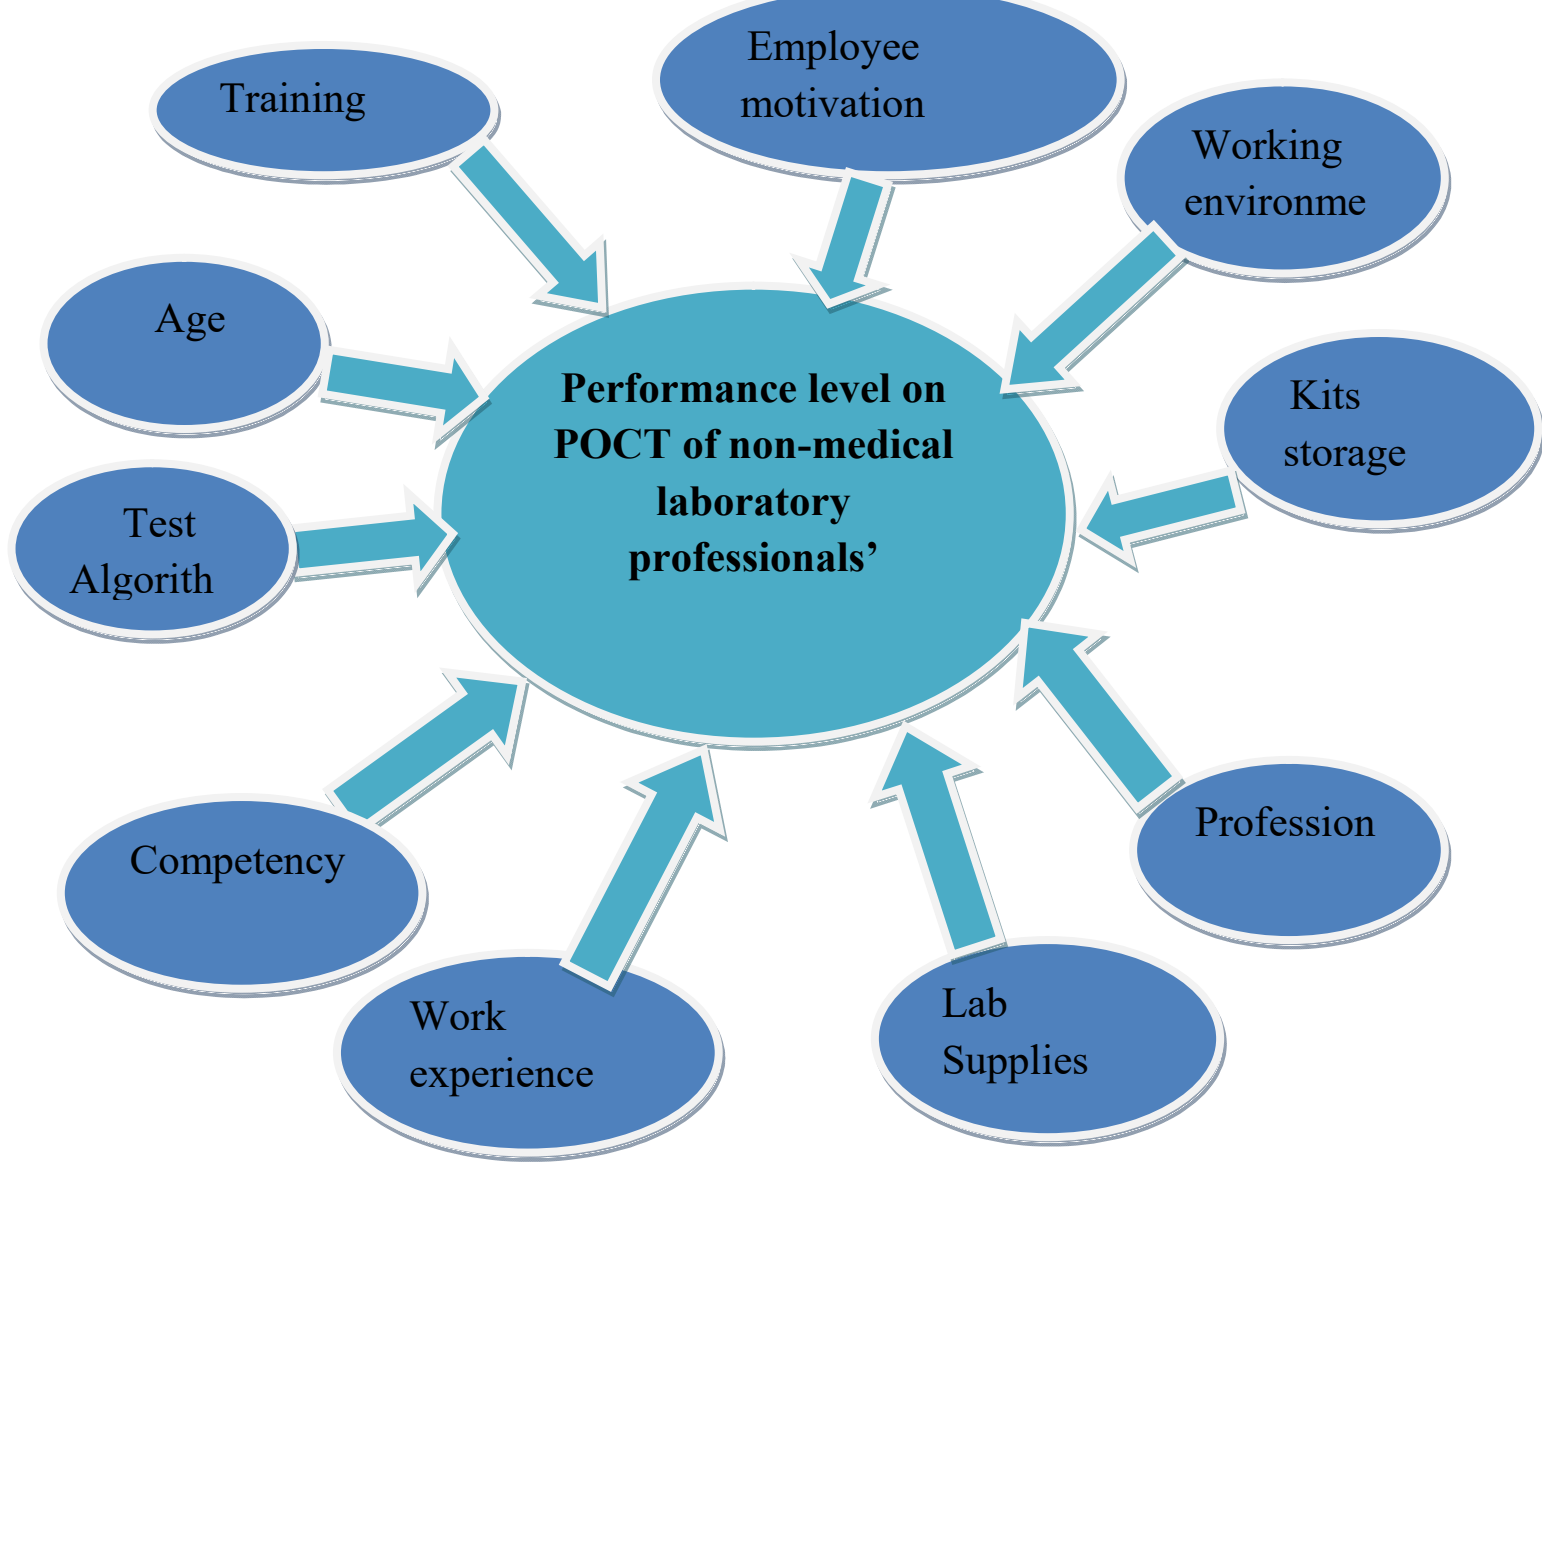 Employee
motivation
Training
Working
environme
Age
Performance level on
POCT of non-medical
laboratory
professionals’
Kits
storage
Test
Algorith
Profession
Competency
Work
experience
Lab
Supplies